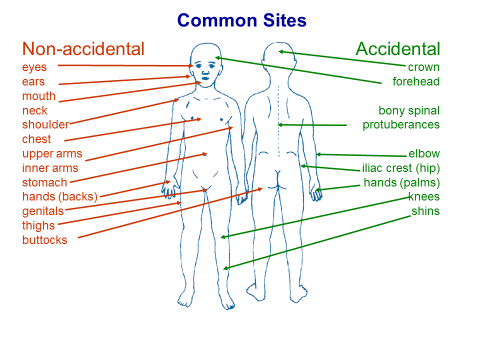 Common Sites
Non-accidental
eyes
ears
mouth
neck
shoulder
chest
upper arms
inner arms
stomach
hands (backs)
genitals
thighs
buttocks
Accidental
crown
forehead
bony spinal
protuberances
elbow
iliac crest (hip)
hands (palms)
knees
shins